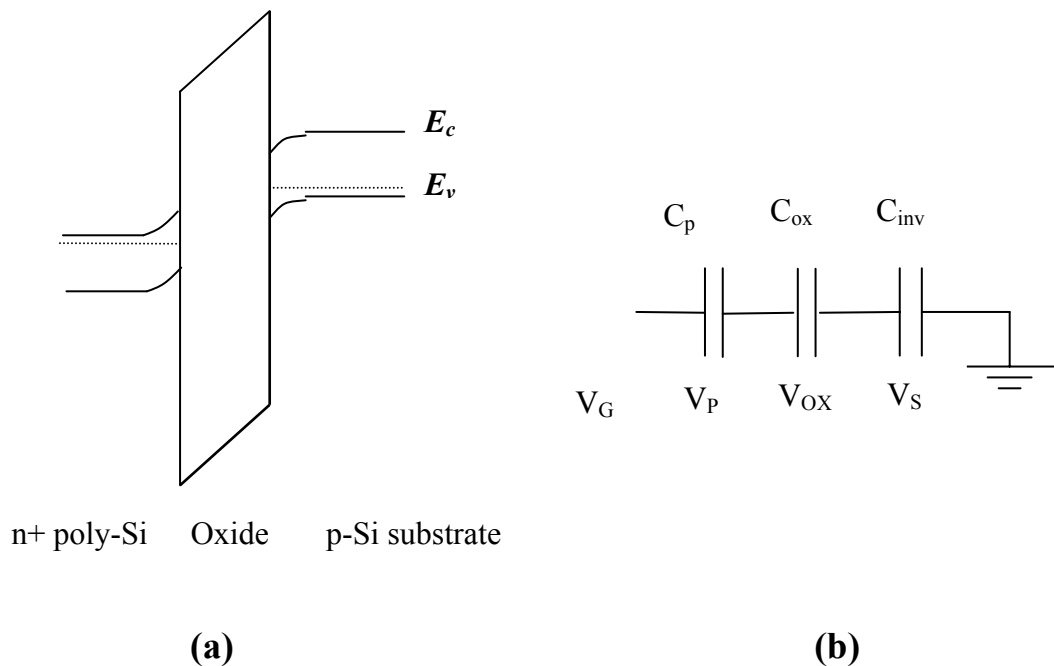 E_c
E_v
n+ poly-Si Oxide p-Si substrate
(a)
C_p C_ox C_inv
V_G V_P V_OX V_S
(b)